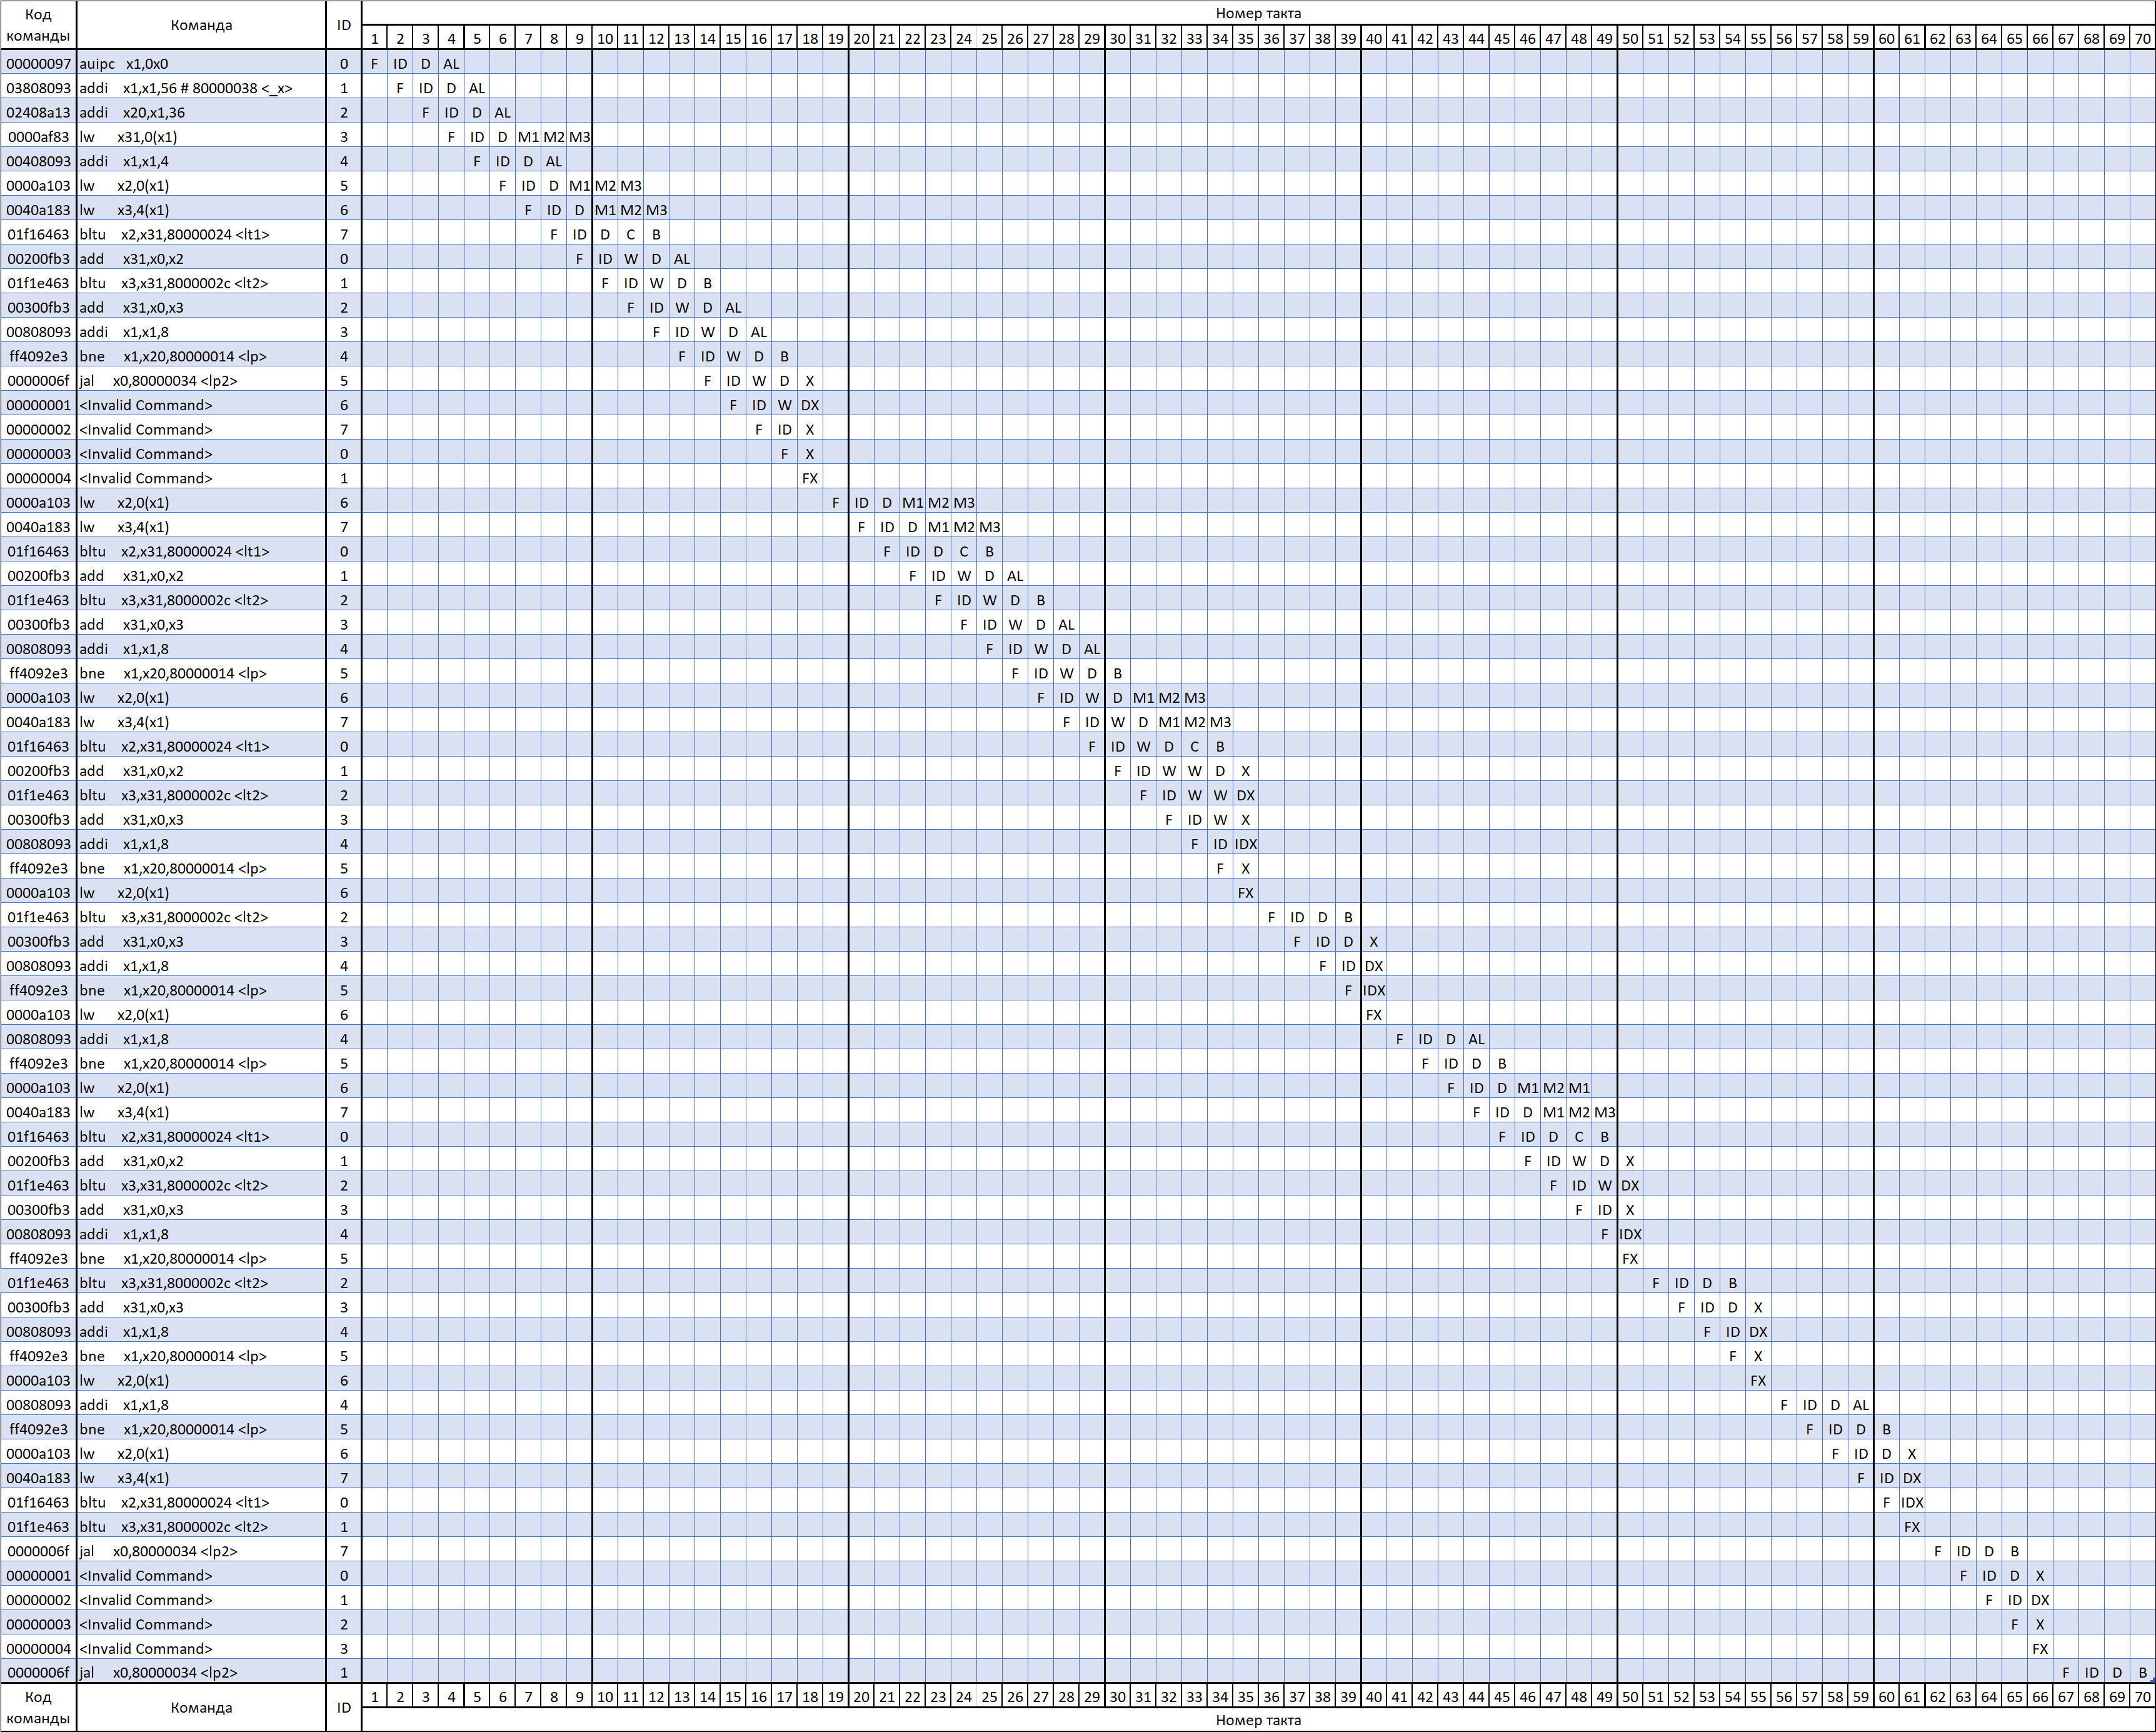 Код команды Команда ID Номер такта
1 2 3 4 5 6 7 8 9 10 11 12 13 14 15 16 17 18 19 20 21 22 23 24 25 26 27 28 29 30 31 32 33 34 35 36 37 38 39 40 41 42 43 44 45 46 47 48 49 50 51 52 53 54 55 56 57 58 59 60 61 62 63 64 65 66 67 68 69 70
00000097 auipc x1,0x0 0 F ID D AL
03808093 addi x1,x1,56 # 80000038 <_x> 1 F ID D AL
02408a13 addi x20,x1,36 2 F ID D AL
0000af83 lw x31,0(x1) 3 F ID D M1 M2 M3
00408093 addi x1,x1,4 4 F ID D AL
0000a103 lw x2,0(x1) 5 F ID D M1 M2 M3
0040a183 lw x3,4(x1) 6 F ID D M1 M2 M3
01f16463 bltu x2,x31,80000024 <lt1> 7 F ID D C B
00200fb3 add x31,x0,x2 0 F ID W D AL
01f1e463 bltu x3,x31,8000002c <lt2> 1 F ID W D B
00300fb3 add x31,x0,x3 2 F ID W D AL
00808093 addi x1,x1,8 3 F ID W D AL
ff4092e3 bne x1,x20,80000014 <lp> 4 F ID W D B
0000006f jal x0,80000034 <lp2> 5 F ID W D X
00000001 <Invalid Command> 6 F ID W DX
00000002 <Invalid Command> 7 F ID X
00000003 <Invalid Command> 0 F X
00000004 <Invalid Command> 1 FX
0000a103 lw x2,0(x1) 6 F ID D M1 M2 M3
0040a183 lw x3,4(x1) 7 F ID D M1 M2 M3
01f16463 bltu x2,x31,80000024 <lt1> 0 F ID D C B
00200fb3 add x31,x0,x2 1 F ID W D AL
01f1e463 bltu x3,x31,8000002c <lt2> 2 F ID W D B
00300fb3 add x31,x0,x3 3 F ID W D AL
00808093 addi x1,x1,8 4 F ID W D AL
ff4092e3 bne x1,x20,80000014 <lp> 5 F ID W D B
0000a103 lw x2,0(x1) 6 F ID W D M1 M2 M3
0040a183 lw x3,4(x1) 7 F ID W D M1 M2 M3
01f16463 bltu x2,x31,80000024 <lt1> 0 F ID W D C B
00200fb3 add x31,x0,x2 1 F ID W W D X
01f1e463 bltu x3,x31,8000002c <lt2> 2 F ID W W DX
00300fb3 add x31,x0,x3 3 F ID W X
00808093 addi x1,x1,8 4 F ID IDX
ff4092e3 bne x1,x20,80000014 <lp> 5 F X
0000a103 lw x2,0(x1) 6 FX
01f1e463 bltu x3,x31,8000002c <lt2> 2 F ID D B
00300fb3 add x31,x0,x3 3 F ID D X
00808093 addi x1,x1,8 4 F ID DX
ff4092e3 bne x1,x20,80000014 <lp> 5 F IDX
0000a103 lw x2,0(x1) 6 FX
00808093 addi x1,x1,8 4 F ID D AL
ff4092e3 bne x1,x20,80000014 <lp> 5 F ID D B
0000a103 lw x2,0(x1) 6 F ID D M1 M2 M1
0040a183 lw x3,4(x1) 7 F ID D M1 M2 M3
01f16463 bltu x2,x31,80000024 <lt1> 0 F ID D C B
00200fb3 add x31,x0,x2 1 F ID W D X
01f1e463 bltu x3,x31,8000002c <lt2> 2 F ID W DX
00300fb3 add x31,x0,x3 3 F ID X
00808093 addi x1,x1,8 4 F IDX
ff4092e3 bne x1,x20,80000014 <lp> 5 FX
01f1e463 bltu x3,x31,8000002c <lt2> 2 F ID D B
00300fb3 add x31,x0,x3 3 F ID D X
00808093 addi x1,x1,8 4 F ID DX
ff4092e3 bne x1,x20,80000014 <lp> 5 F X
0000a103 lw x2,0(x1) 6 FX
00808093 addi x1,x1,8 4 F ID D AL
ff4092e3 bne x1,x20,80000014 <lp> 5 F ID D B
0000a103 lw x2,0(x1) 6 F ID D X
0040a183 lw x3,4(x1) 7 F ID DX
01f16463 bltu x2,x31,80000024 <lt1> 0 F IDX
01f1e463 bltu x3,x31,8000002c <lt2> 1 FX
0000006f jal x0,80000034 <lp2> 7 F ID D B
00000001 <Invalid Command> 0 F ID D X
00000002 <Invalid Command> 1 F ID DX
00000003 <Invalid Command> 2 F X
00000004 <Invalid Command> 3 FX
0000006f jal x0,80000034 <lp2> 1 F ID D B
Код команды Команда ID 1 2 3 4 5 6 7 8 9 10 11 12 13 14 15 16 17 18 19 20 21 22 23 24 25 26 27 28 29 30 31 32 33 34 35 36 37 38 39 40 41 42 43 44 45 46 47 48 49 50 51 52 53 54 55 56 57 58 59 60 61 62 63 64 65 66 67 68 69 70
Номер такта